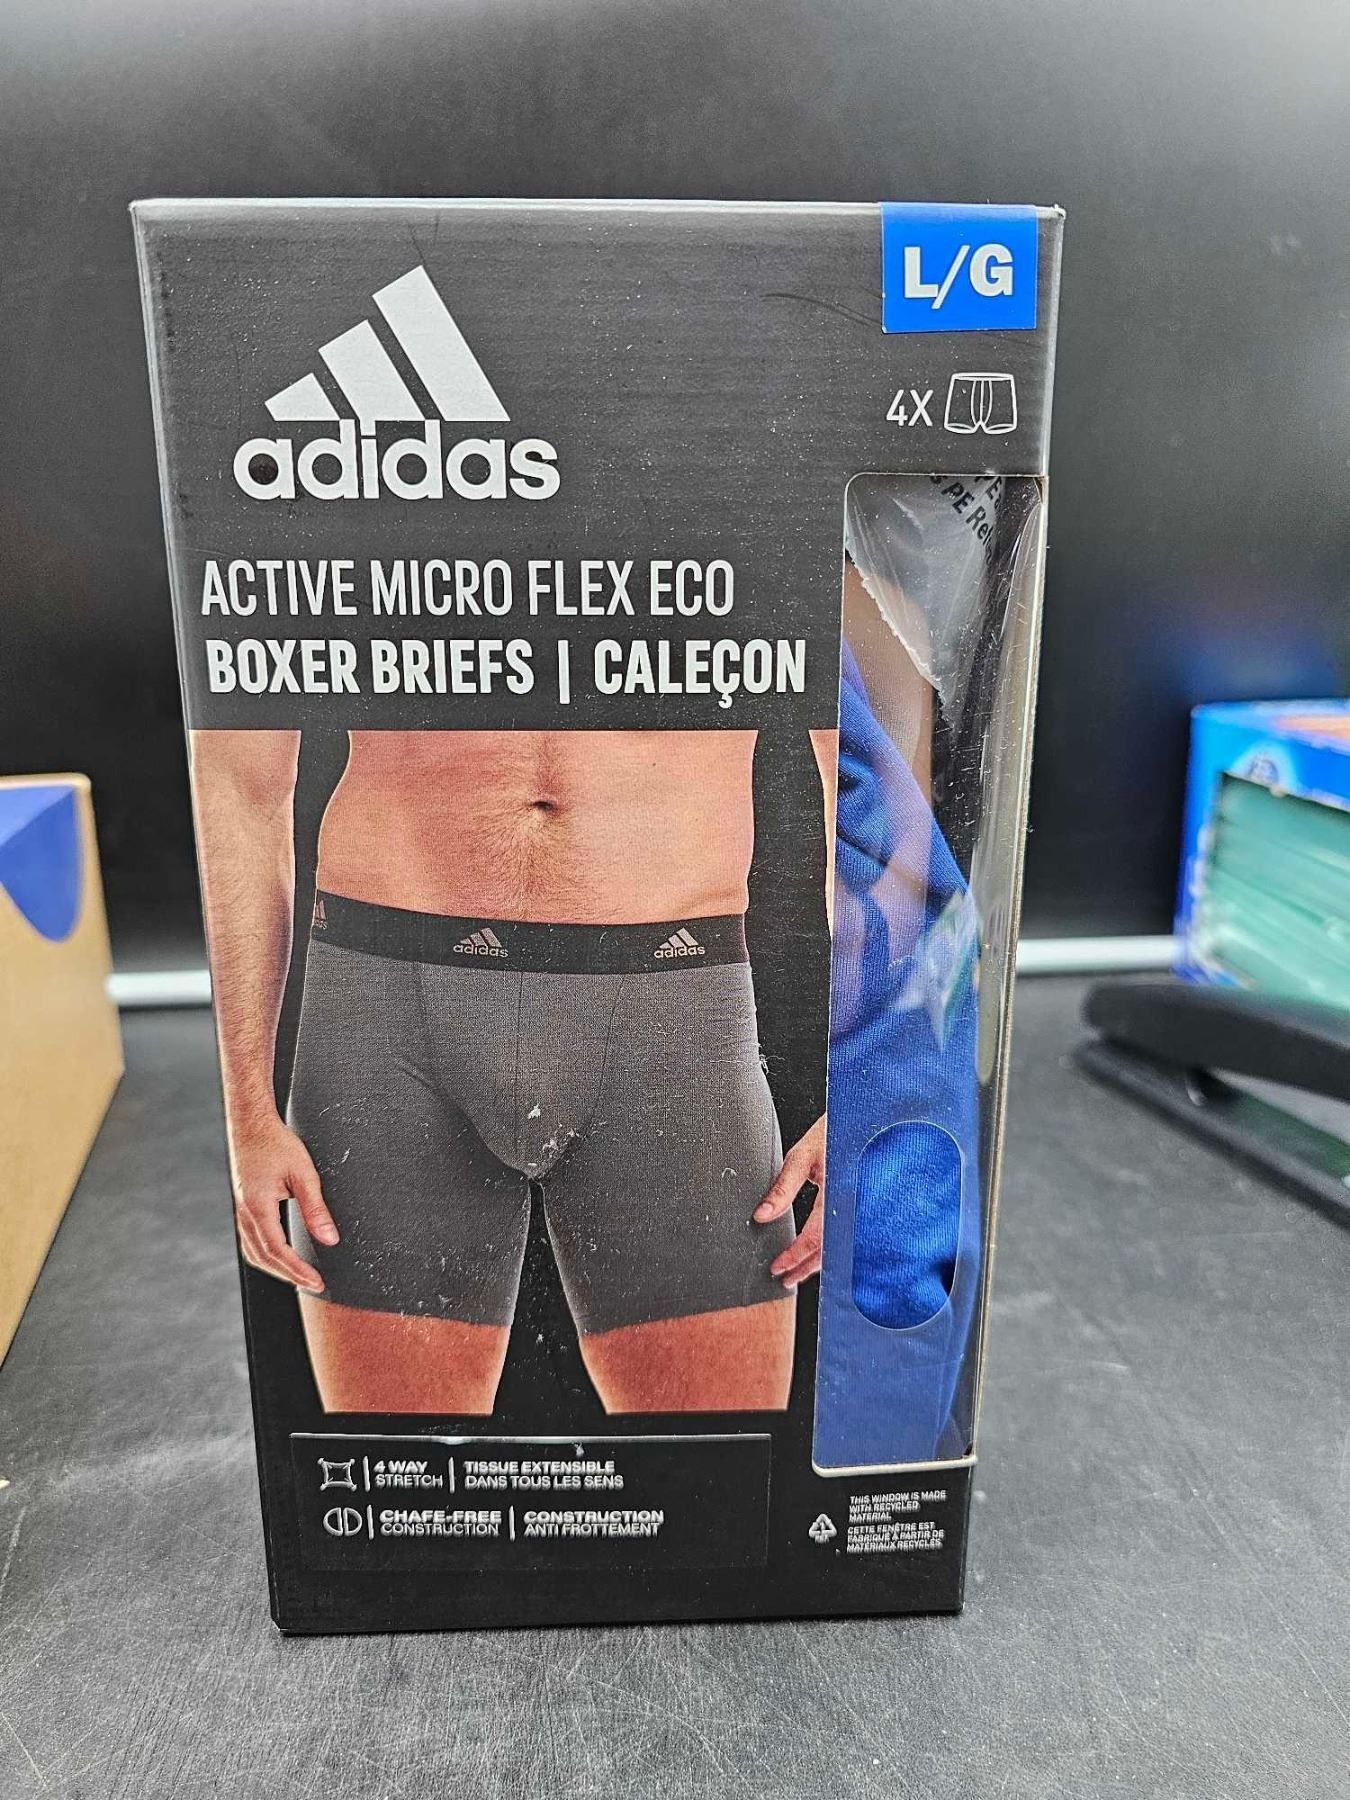 L/G
4X
adidas
ACTIVE MICRO FLEX ECO
BOXER BRIEFS | CALEÇON
adidas
adidas
4 WAY
STRETCH
TISSUE EXTENSIBLE
DANS TOUS LES SENS
CHAFE-FREE
CONSTRUCTION
CONSTRUCTION
ANTI FROTTEMENT
THIS WINDOW IS MADE
WITH RECYCLED
MATERIAL
CETTE FENÊTRE EST
FABRIQUÉ À PARTIR DE
MATÉRIAUX RECYCLÉS